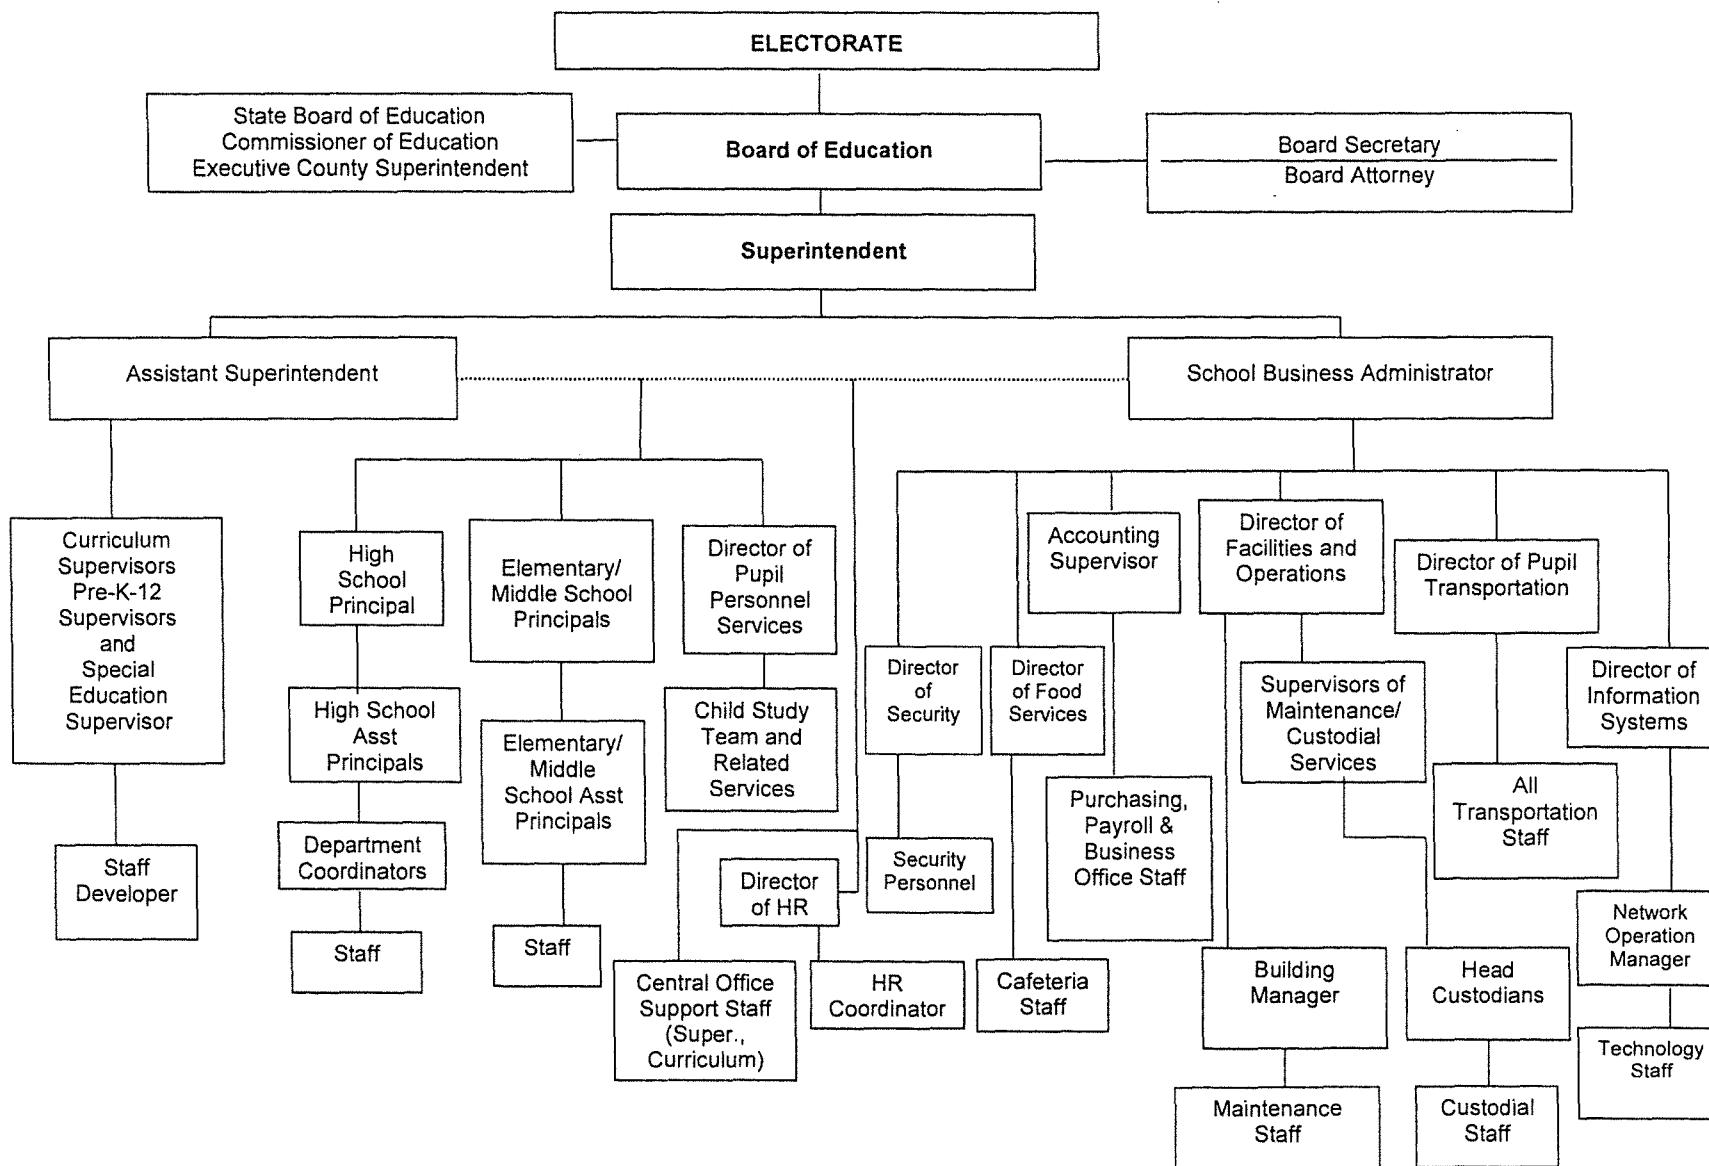 ELECTORATE
State Board of Education
Commissioner of Education
Executive County Superintendent
Board of Education
Board Secretary
Board Attorney
Superintendent
Assistant Superintendent
School Business Administrator
Curriculum
Supervisors
Pre-K-12
Supervisors
and
Special
Education
Supervisor
High
School
Principal
Elementary/
Middle School
Principals
Director of
Pupil
Personnel
Services
Accounting
Supervisor
Director of
Facilities and
Operations
Director of Pupil
Transportation
Director
of
Security
Director
of Food
Services
Supervisors of
Maintenance/
Custodial
Services
Director of
Information
Systems
High School
Asst
Principals
Elementary/
Middle
School Asst
Principals
Child Study
Team and
Related
Services
Purchasing,
Payroll &
Business
Office Staff
All
Transportation
Staff
Staff
Developer
Department
Coordinators
Director
of HR
Security
Personnel
Network
Operation
Manager
Staff
Staff
Central Office
Support Staff
(Super.,
Curriculum)
HR
Coordinator
Cafeteria
Staff
Building
Manager
Head
Custodians
Technology
Staff
Maintenance
Staff
Custodial
Staff